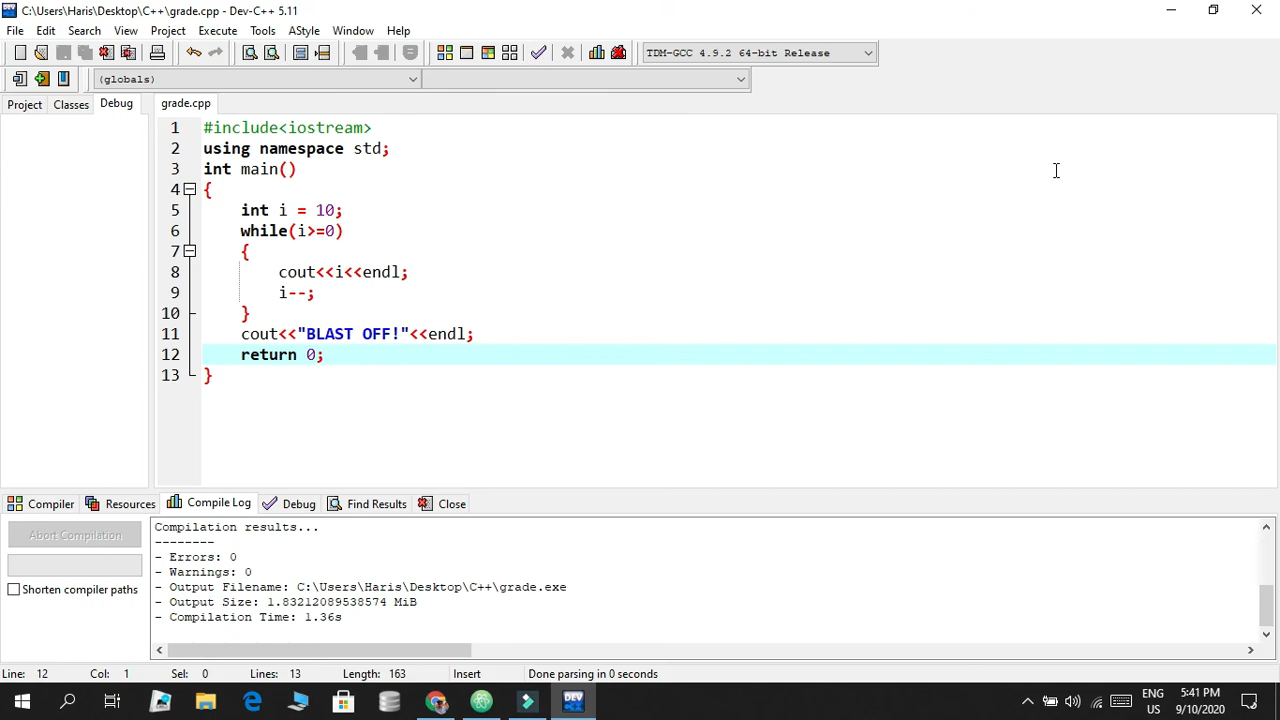 C:\Users\Haris\Desktop\C++\grade.cpp - Dev-C++ 5.11
File Edit Search View Project Execute Tools AStyle Window Help
TDM-GCC 4.9.2 64-bit Release
(globals)
Project Classes Debug
grade.cpp
1 #include<iostream>
2 using namespace std;
3 int main()
4 {
5 int i = 10;
6 while(i>=0)
7 {
8 cout<<i<<endl;
9 i--;
10 }
11 cout<<"BLAST OFF!"<<endl;
12 return 0;
13 }
Compiler Resources Compile Log Debug Find Results Close
Abort Compilation
Shorten compiler paths
Compilation results...
--------
- Errors: 0
- Warnings: 0
- Output Filename: C:\Users\Haris\Desktop\C++\grade.exe
- Output Size: 1.83212089538574 MiB
- Compilation Time: 1.36s
Line: 12 Col: 1 Sel: 0 Lines: 13 Length: 163 Insert Done parsing in 0 seconds
DEV
ENG
US
5:41 PM
9/10/2020